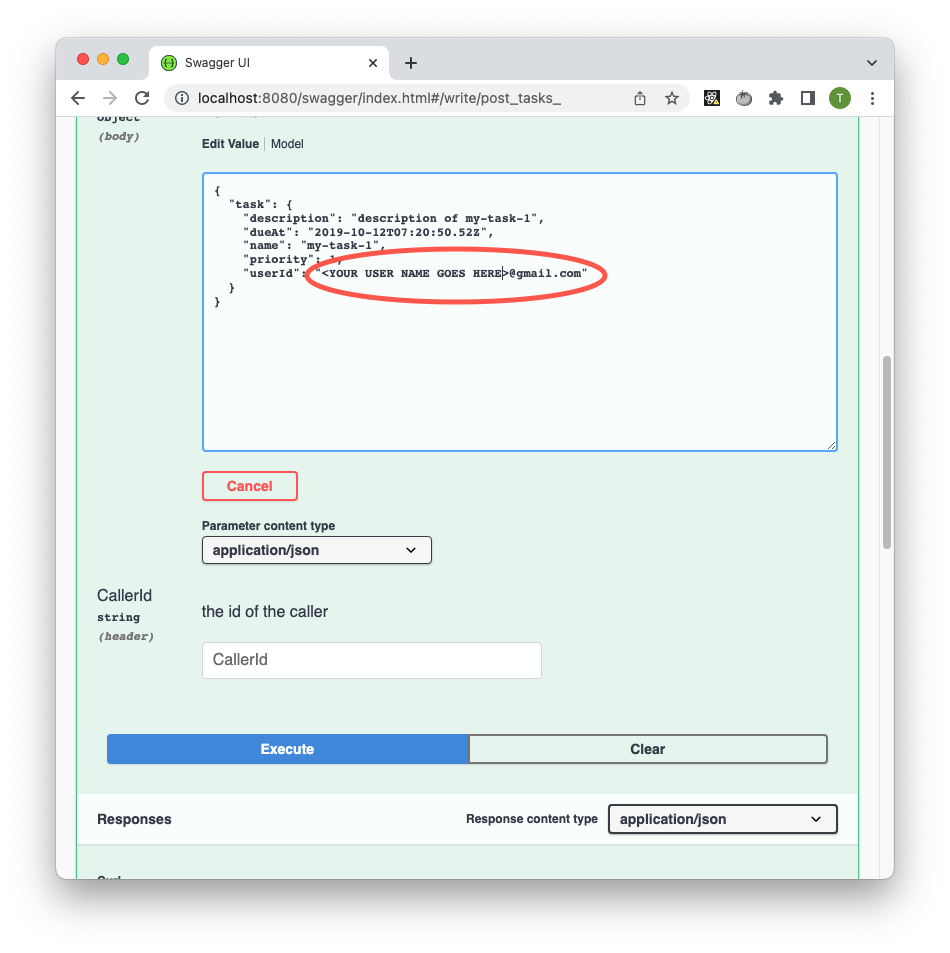 Swagger UI
localhost:8080/swagger/index.html#/write/post_tasks_
T
object
(body)
Edit Value Model
{
"task": {
"description": "description of my-task-1",
"dueAt": "2019-10-12T07:20:50.52Z",
"name": "my-task-1",
"priority": 1,
"userId": "<YOUR USER NAME GOES HERE>@gmail.com"
}
}
Cancel
Parameter content type
application/json
CallerId
string
(header)
the id of the caller
CallerId
Execute Clear
Responses Response content type application/json
Curl